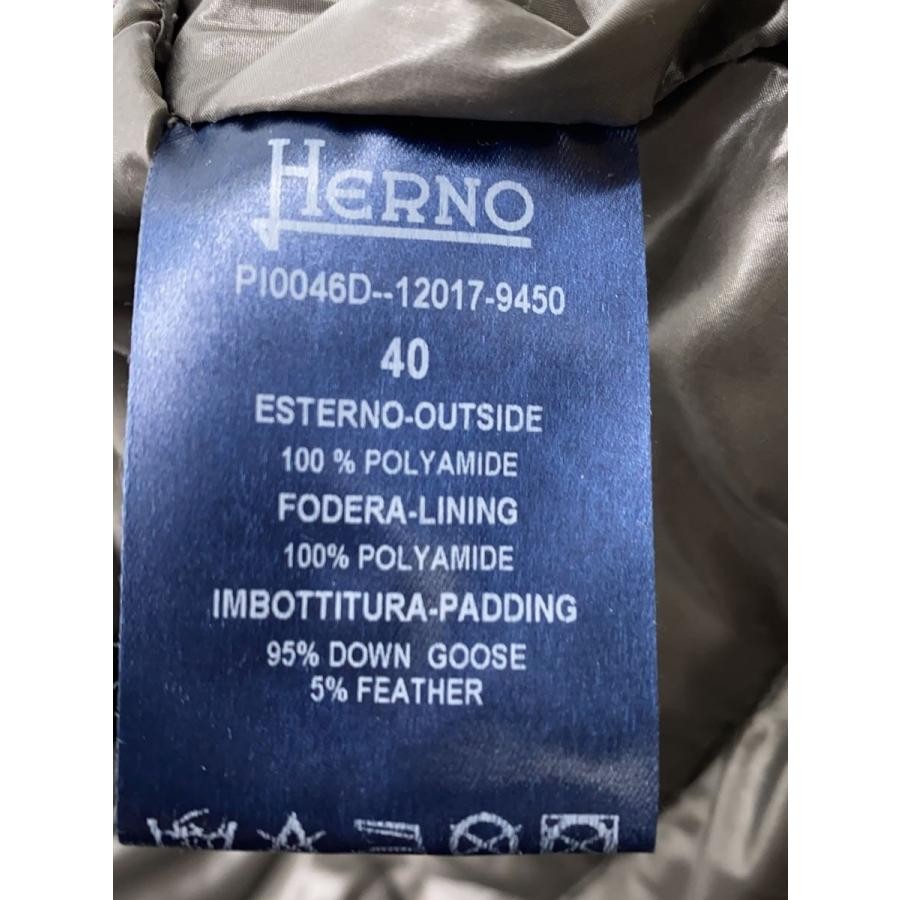 HERNO
PI0046D--12017-9450
40
ESTERNO-OUTSIDE
100 % POLYAMIDE
FODERA-LINING
100% POLYAMIDE
IMBOTTITURA-PADDING
95% DOWN GOOSE
5% FEATHER